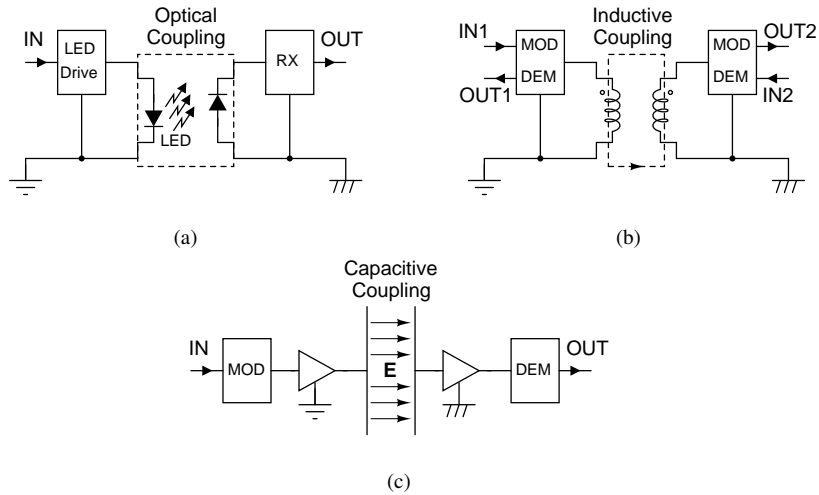 Optical
Coupling
IN
LED
Drive
LED
RX
OUT
(a)
Inductive
Coupling
IN1
OUT1
MOD
DEM
MOD
DEM
OUT2
IN2
(b)
Capacitive
Coupling
IN
MOD
E
DEM
OUT
(c)